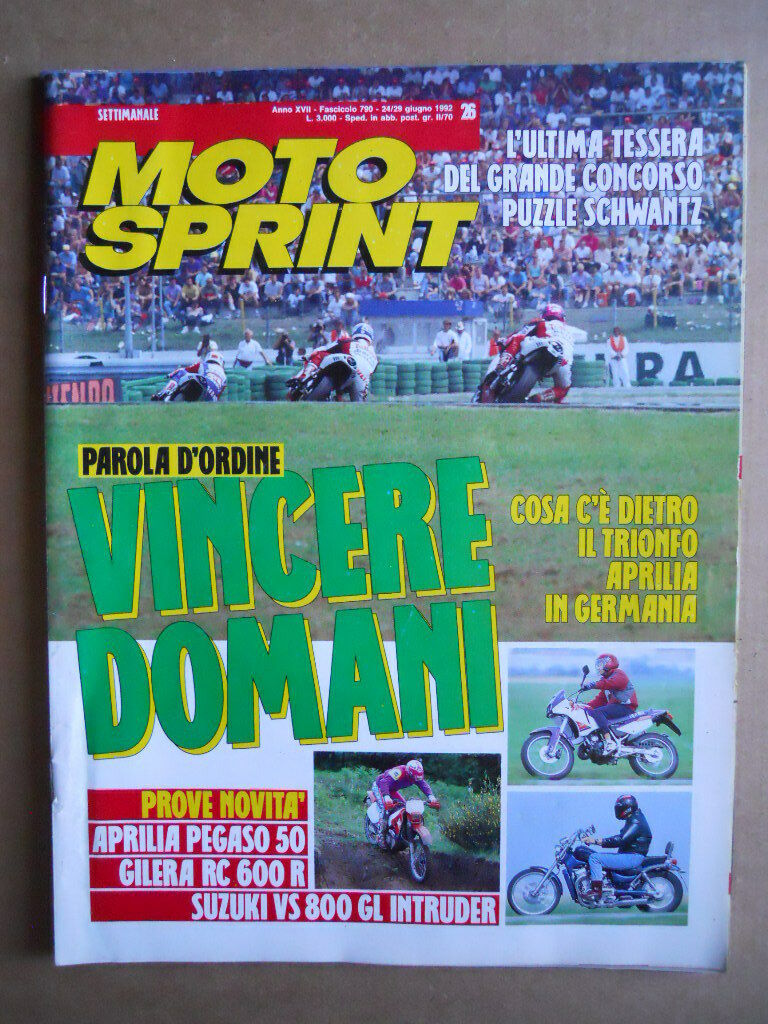 SETTIMANALE
Anno XVII - Fascicolo 790 - 24/29 giugno 1992
L. 3.000 - Sped. in abb. post. gr. II/70
26
MOTO
SPRINT
L'ULTIMA TESSERA
DEL GRANDE CONCORSO
PUZZLE SCHWANTZ
PAROLA D'ORDINE
VINCERE
DOMANI
COSA C'È DIETRO
IL TRIONFO
APRILIA
IN GERMANIA
PROVE NOVITA'
APRILIA PEGASO 50
GILERA RC 600 R
SUZUKI VS 800 GL INTRUDER